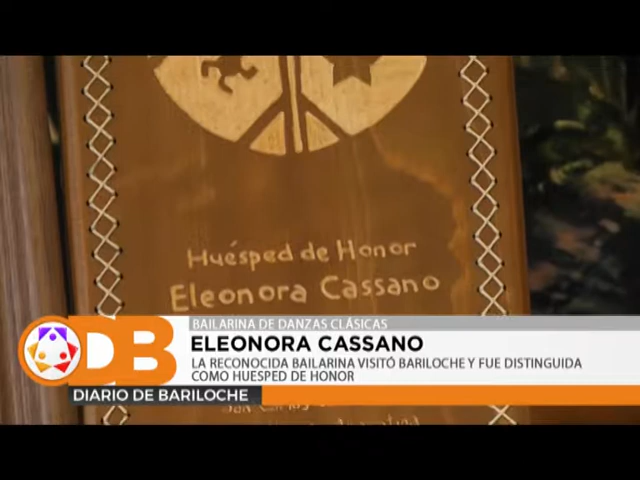 Huésped de Honor
Eleonora Cassano
BAILARINA DE DANZAS CLÁSICAS
DB
ELEONORA CASSANO
LA RECONOCIDA BAILARINA VISITÓ BARILOCHE Y FUE DISTINGUIDA
COMO HUESPED DE HONOR
DIARIO DE BARILOCHE